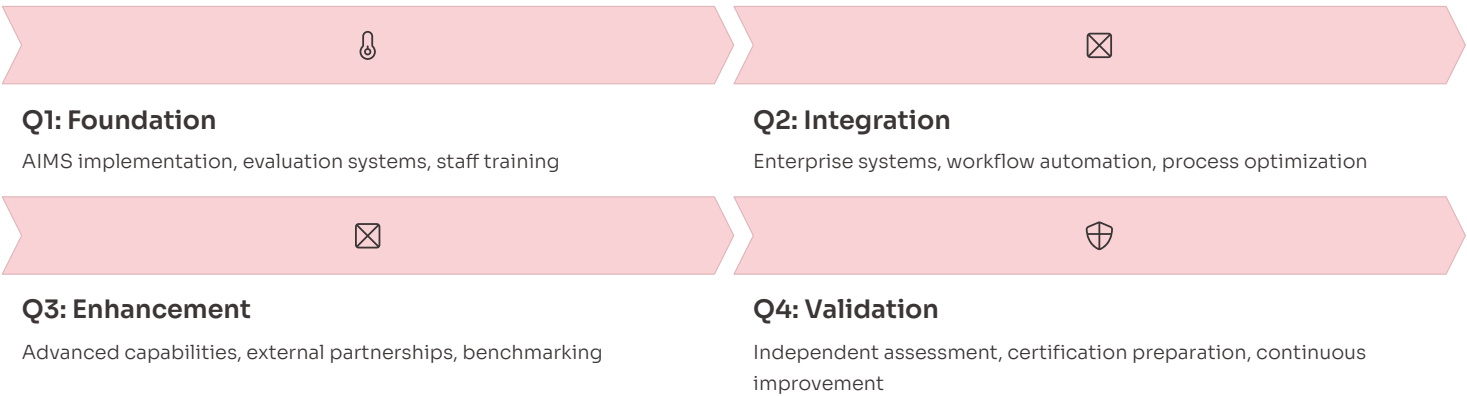 Q1: Foundation
AIMS implementation, evaluation systems, staff training
Q2: Integration
Enterprise systems, workflow automation, process optimization
Q3: Enhancement
Advanced capabilities, external partnerships, benchmarking
Q4: Validation
Independent assessment, certification preparation, continuous
improvement